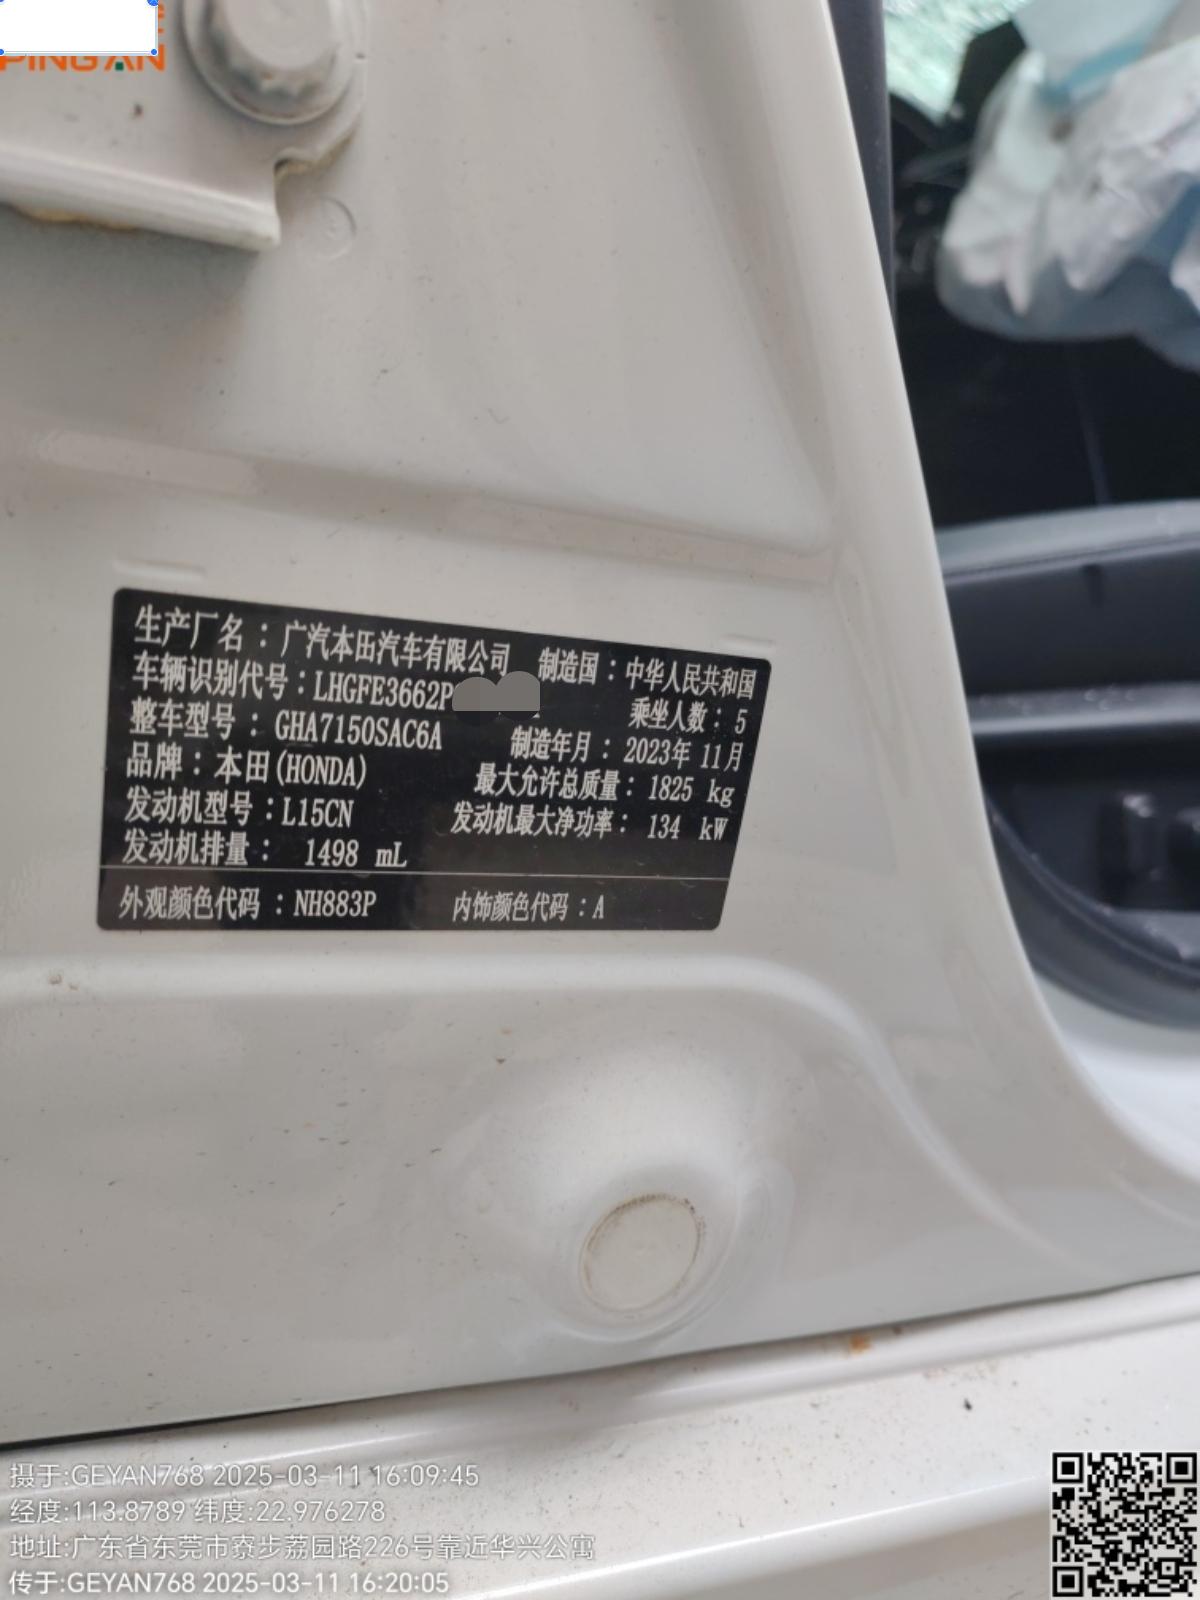 PING AN
生产厂名：广汽本田汽车有限公司 制造国：中华人民共和国
车辆识别代号：LHGFE3662P 乘坐人数：5
整车型号：GHA7150SAC6A 制造年月：2023年 11月
品牌：本田(HONDA) 最大允许总质量：1825 kg
发动机型号：L15CN 发动机最大净功率：134 kW
发动机排量： 1498 mL
外观颜色代码：NH883P 内饰颜色代码：A
摄于:GEYAN768 2025-03-11 16:09:45
经度:113.8789 纬度:22.976278
地址:广东省东莞市寮步荔园路226号靠近华兴公寓
传于:GEYAN768 2025-03-11 16:20:05